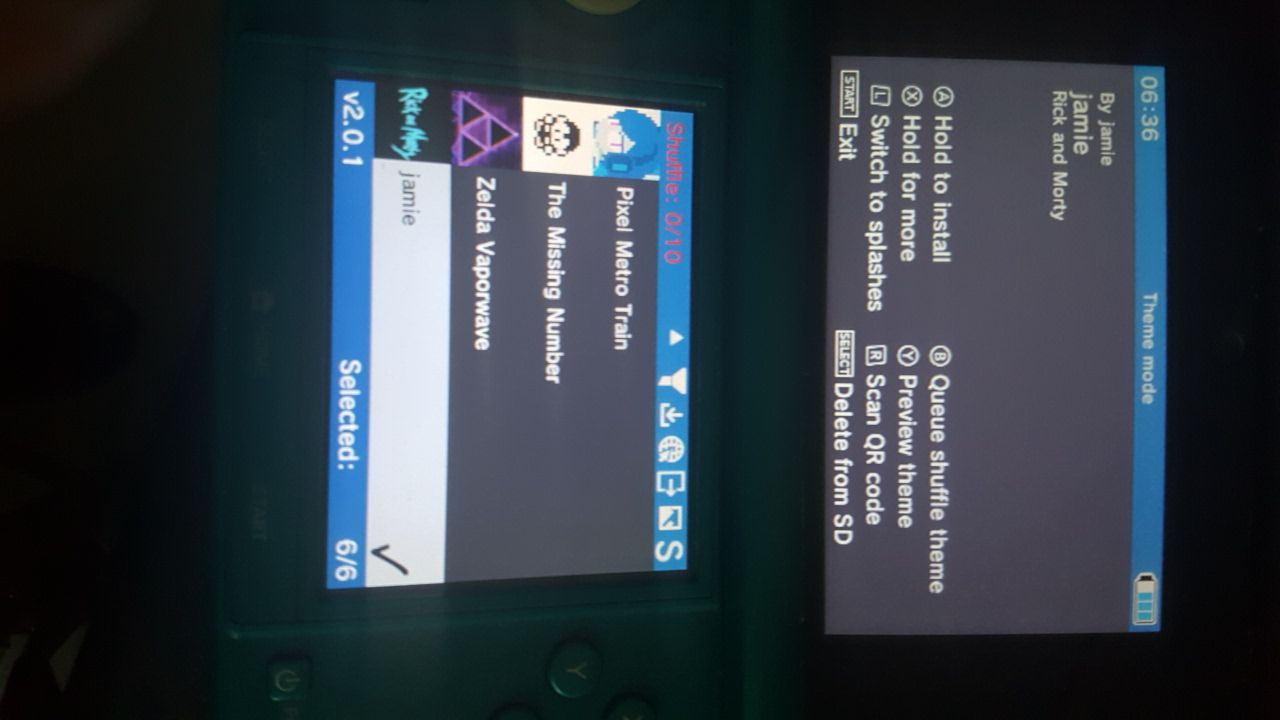 06:36 Theme mode
By jamie
jamie
Rick and Morty
Ⓐ Hold to install Ⓑ Queue shuffle theme
Ⓧ Hold for more Ⓨ Preview theme
L Switch to splashes R Scan QR code
START Exit SELECT Delete from SD
Shuffle: 0/10 S
Pixel Metro Train
The Missing Number
Zelda Vaporwave
Rick and Morty jamie
v2.0.1 Selected: 6/6
Y